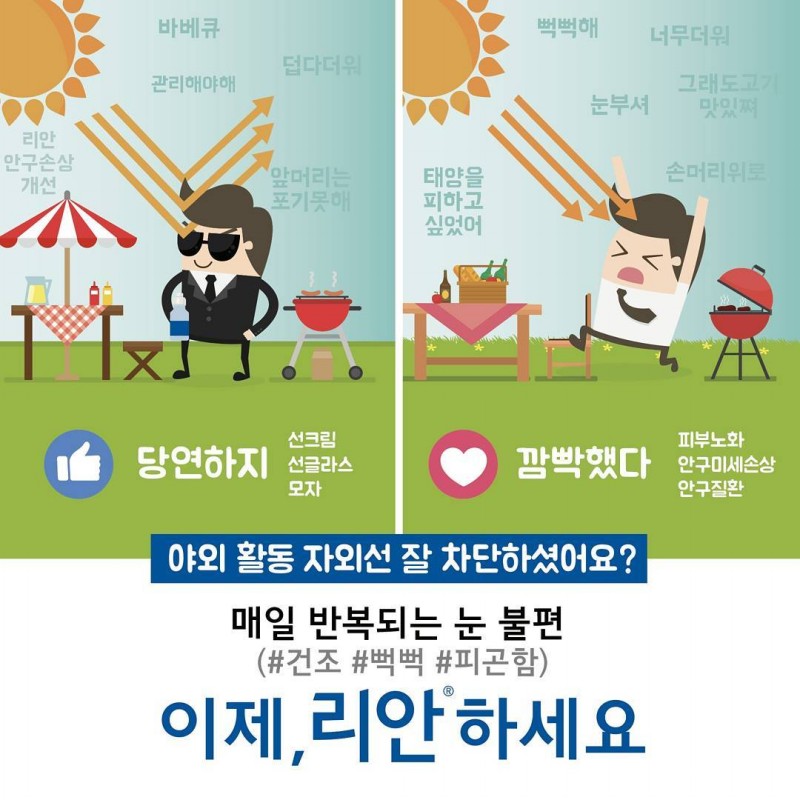 바베큐
덥다더워
관리해야해
리안
안구손상
개선
앞머리는
포기못해
뻑뻑해
너무더워
그래도고기
맛있쪄
눈부셔
손머리위로
태양을
피하고
싶었어
당연하지
선크림
선글라스
모자
깜빡했다
피부노화
안구미세손상
안구질환
야외 활동 자외선 잘 차단하셨어요?
매일 반복되는 눈 불편
(#건조 #뻑뻑 #피곤함)
이제,리안®하세요